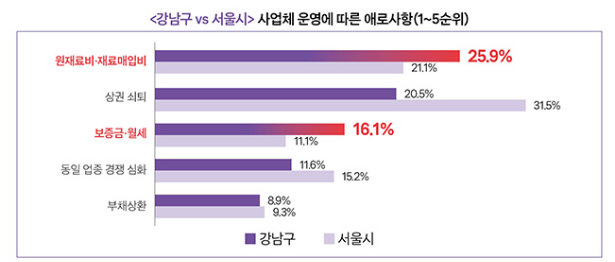 <강남구 vs 서울시> 사업체 운영에 따른 애로사항(1~5순위)
원재료비·재료매입비
25.9%
21.1%
상권 쇠퇴
20.5%
31.5%
보증금·월세
16.1%
11.1%
동일 업종 경쟁 심화
11.6%
15.2%
부채상환
8.9%
9.3%
강남구
서울시